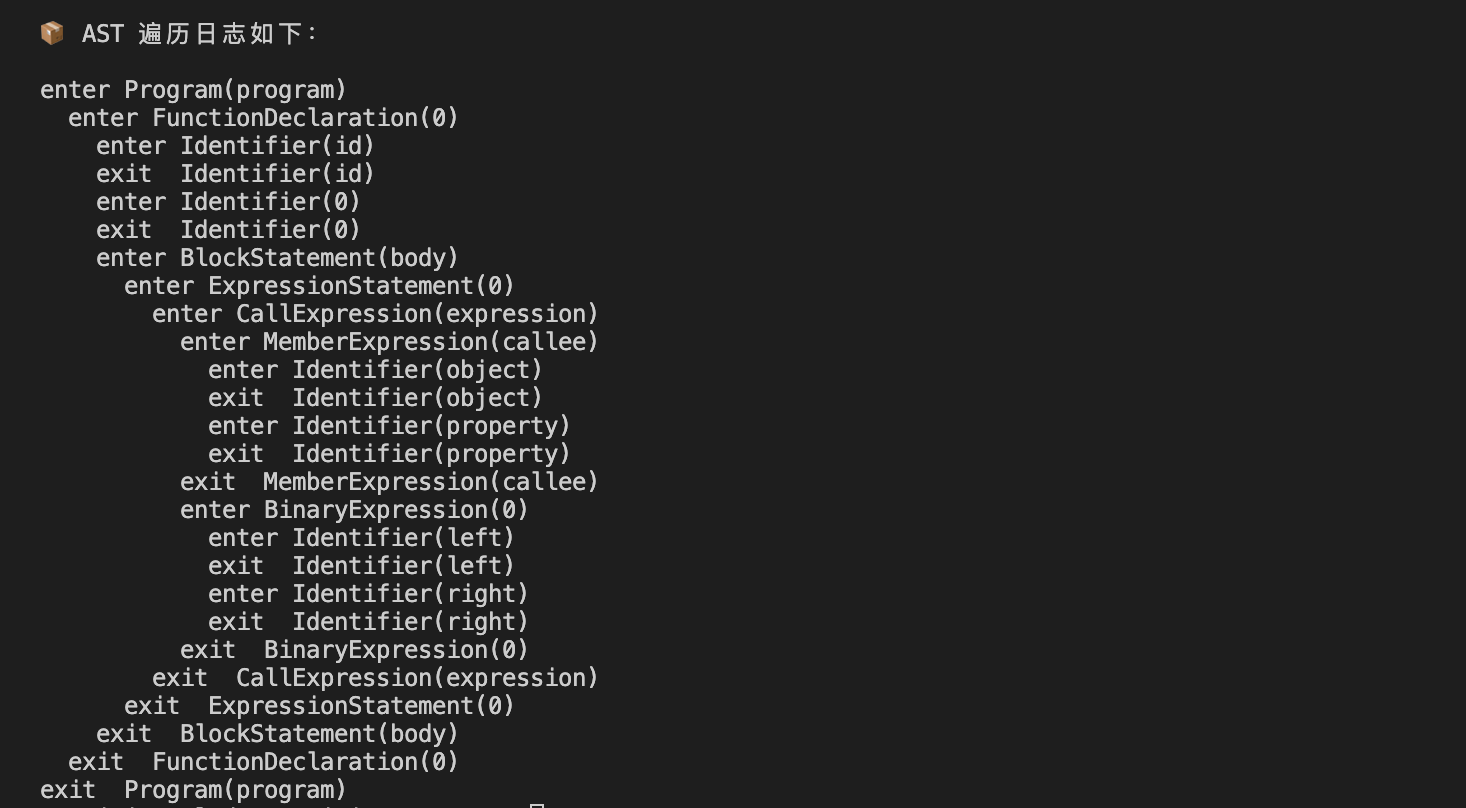 📦 AST 遍历日志如下：
enter Program(program)
enter FunctionDeclaration(0)
enter Identifier(id)
exit  Identifier(id)
enter Identifier(0)
exit  Identifier(0)
enter BlockStatement(body)
enter ExpressionStatement(0)
enter CallExpression(expression)
enter MemberExpression(callee)
enter Identifier(object)
exit  Identifier(object)
enter Identifier(property)
exit  Identifier(property)
exit  MemberExpression(callee)
enter BinaryExpression(0)
enter Identifier(left)
exit  Identifier(left)
enter Identifier(right)
exit  Identifier(right)
exit  BinaryExpression(0)
exit  CallExpression(expression)
exit  ExpressionStatement(0)
exit  BlockStatement(body)
exit  FunctionDeclaration(0)
exit  Program(program)